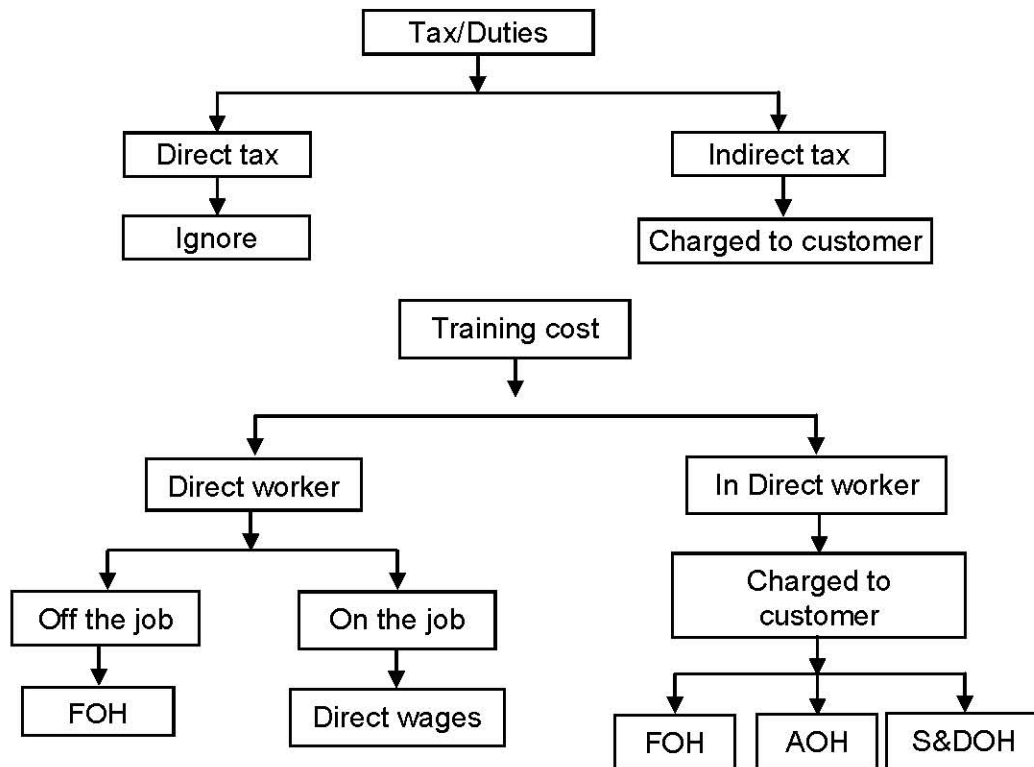 Tax/Duties
Direct tax
Indirect tax
Ignore
Charged to customer
Training cost
Direct worker
In Direct worker
Off the job
On the job
Charged to
customer
FOH
Direct wages
FOH
AOH
S&DOH